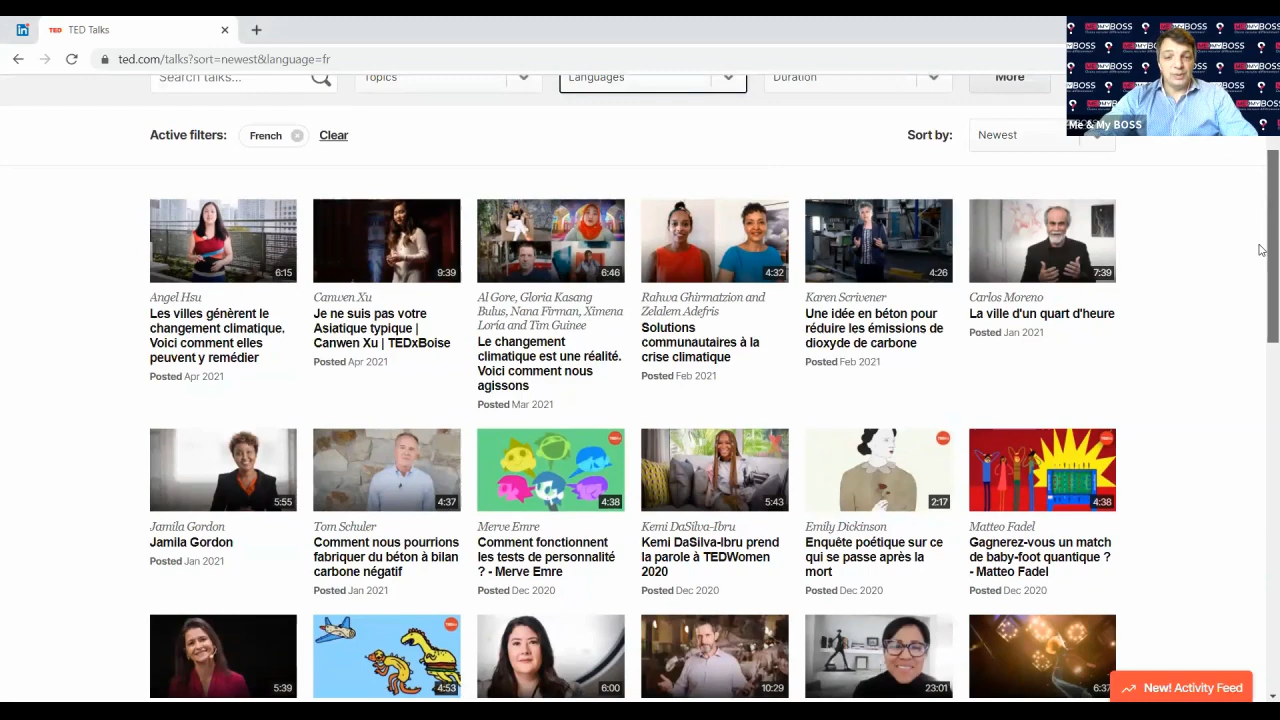 in
TED
TED Talks
ted.com/talks?sort=newest&language=fr
MEØMYBOSS
Me & My BOSS
Search talks...
Topics
Languages
Duration
More
Active filters:
French
Clear
Sort by:
Newest
6:15
9:39
6:46
4:32
4:26
7:39
Angel Hsu
Les villes génèrent le
changement climatique.
Voici comment elles
peuvent y remédier
Posted Apr 2021
Canwen Xu
Je ne suis pas votre
Asiatique typique |
Canwen Xu | TEDxBoise
Posted Apr 2021
Al Gore, Gloria Kasang
Bulus, Nana Firman, Ximena
Loría and Tim Guinee
Le changement
climatique est une réalité.
Voici comment nous
agissons
Posted Mar 2021
Rahwa Ghirmatzion and
Zelalem Adefris
Solutions
communautaires à la
crise climatique
Posted Feb 2021
Karen Scrivener
Une idée en béton pour
réduire les émissions de
dioxyde de carbone
Posted Feb 2021
Carlos Moreno
La ville d'un quart d'heure
Posted Jan 2021
5:55
4:37
4:38
5:43
2:17
4:38
Jamila Gordon
Jamila Gordon
Posted Jan 2021
Tom Schuler
Comment nous pourrions
fabriquer du béton à bilan
carbone négatif
Posted Jan 2021
Merve Emre
Comment fonctionnent
les tests de personnalité
? - Merve Emre
Posted Dec 2020
Kemi DaSilva-Ibru
Kemi DaSilva-Ibru prend
la parole à TEDWomen
2020
Posted Dec 2020
Emily Dickinson
Enquête poétique sur ce
qui se passe après la
mort
Posted Dec 2020
Matteo Fadel
Gagnerez-vous un match
de baby-foot quantique ?
- Matteo Fadel
Posted Dec 2020
5:39
4:53
6:00
10:29
23:01
6:37
New! Activity Feed